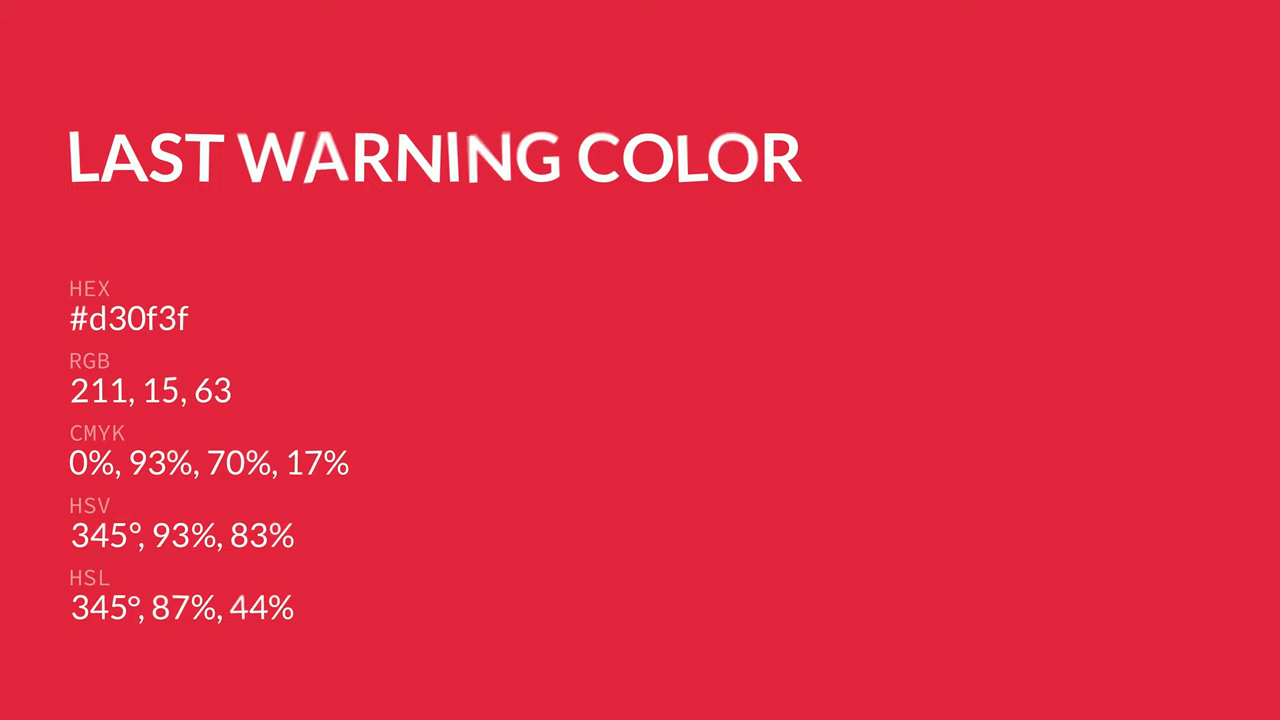 LAST WARNING COLOR
HEX
#d30f3f
RGB
211, 15, 63
CMYK
0%, 93%, 70%, 17%
HSV
345°, 93%, 83%
HSL
345°, 87%, 44%